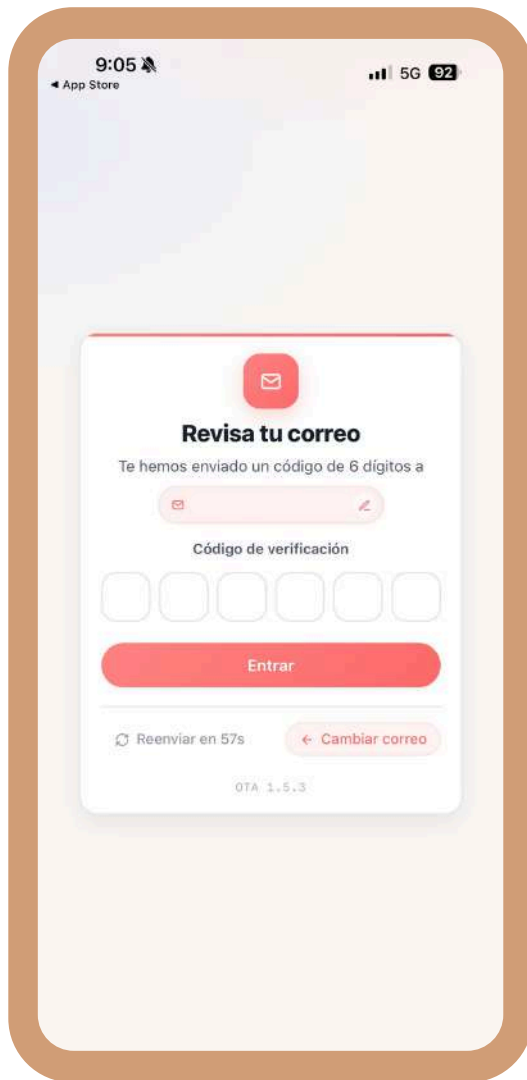 9:05
◀ App Store
5G 92
Revisa tu correo
Te hemos enviado un código de 6 dígitos a
Código de verificación
Entrar
Reenviar en 57s
← Cambiar correo
OTA 1.5.3